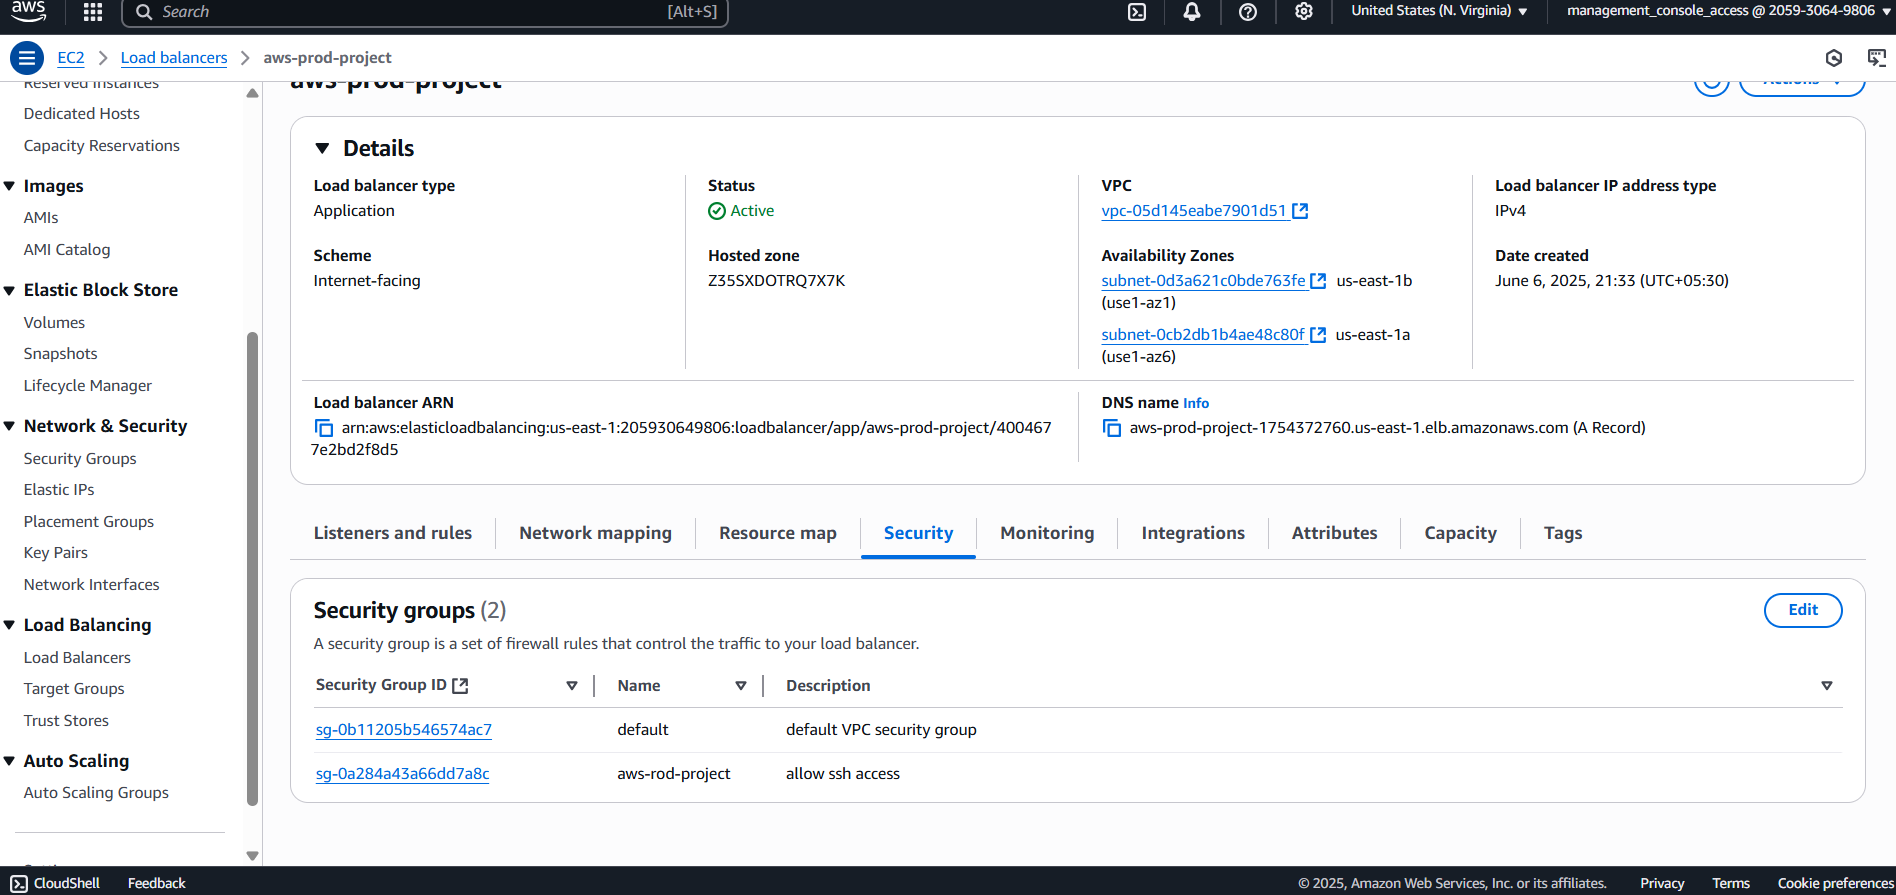 aws
Search
[Alt+S]
United States (N. Virginia)
management_console_access @ 2059-3064-9806
EC2
Load balancers
aws-prod-project
Reserved Instances
Dedicated Hosts
Capacity Reservations
Images
AMIs
AMI Catalog
Elastic Block Store
Volumes
Snapshots
Lifecycle Manager
Network & Security
Security Groups
Elastic IPs
Placement Groups
Key Pairs
Network Interfaces
Load Balancing
Load Balancers
Target Groups
Trust Stores
Auto Scaling
Auto Scaling Groups
aws-prod-project
Actions
Details
Load balancer type
Application
Status
Active
VPC
vpc-05d145eabe7901d51
Load balancer IP address type
IPv4
Scheme
Internet-facing
Hosted zone
Z35SXDOTRQ7X7K
Availability Zones
subnet-0d3a621c0bde763fe us-east-1b
(use1-az1)
subnet-0cb2db1b4ae48c80f us-east-1a
(use1-az6)
Date created
June 6, 2025, 21:33 (UTC+05:30)
Load balancer ARN
arn:aws:elasticloadbalancing:us-east-1:205930649806:loadbalancer/app/aws-prod-project/400467
7e2bd2f8d5
DNS name Info
aws-prod-project-1754372760.us-east-1.elb.amazonaws.com (A Record)
Listeners and rules
Network mapping
Resource map
Security
Monitoring
Integrations
Attributes
Capacity
Tags
Security groups (2)
Edit
A security group is a set of firewall rules that control the traffic to your load balancer.
Security Group ID
Name
Description
sg-0b11205b546574ac7
default
default VPC security group
sg-0a284a43a66dd7a8c
aws-rod-project
allow ssh access
CloudShell
Feedback
© 2025, Amazon Web Services, Inc. or its affiliates.
Privacy
Terms
Cookie preferences